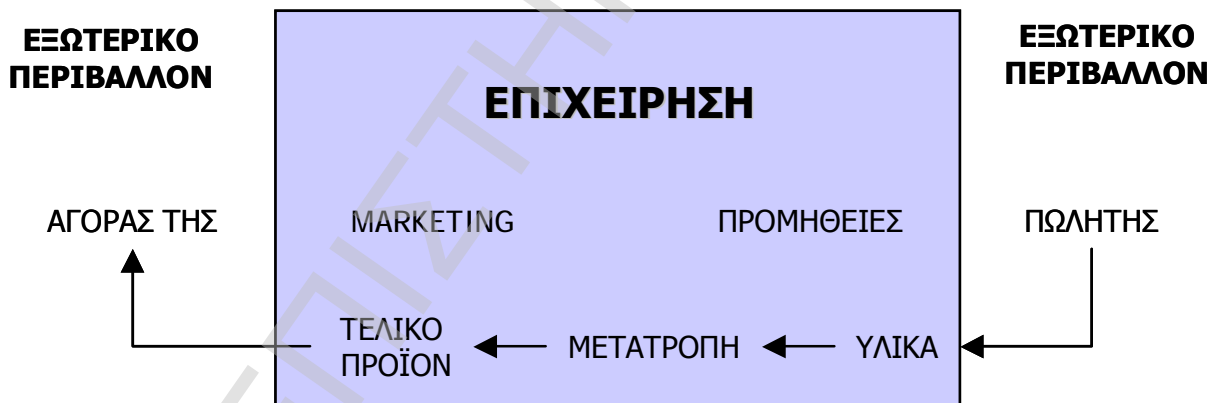 ΕΞΩΤΕΡΙΚΟ
ΠΕΡΙΒΑΛΛΟΝ
ΕΞΩΤΕΡΙΚΟ
ΠΕΡΙΒΑΛΛΟΝ
ΕΠΙΧΕΙΡΗΣΗ
ΑΓΟΡΑΣ ΤΗΣ
MARKETING
ΠΡΟΜΗΘΕΙΕΣ
ΠΩΛΗΤΗΣ
ΤΕΛΙΚΟ
ΠΡΟΪΟΝ
ΜΕΤΑΤΡΟΠΗ
ΥΛΙΚΑ